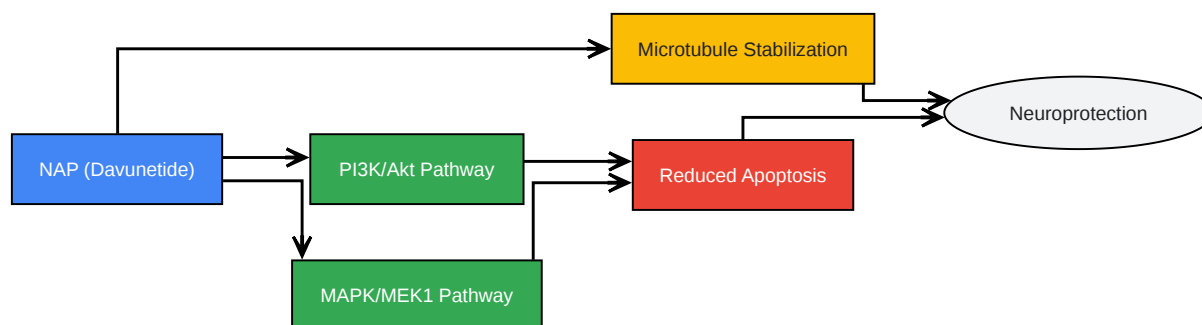 Microtubule Stabilization
Neuroprotection
NAP (Davunetide)
PI3K/Akt Pathway
Reduced Apoptosis
MAPK/MEK1 Pathway